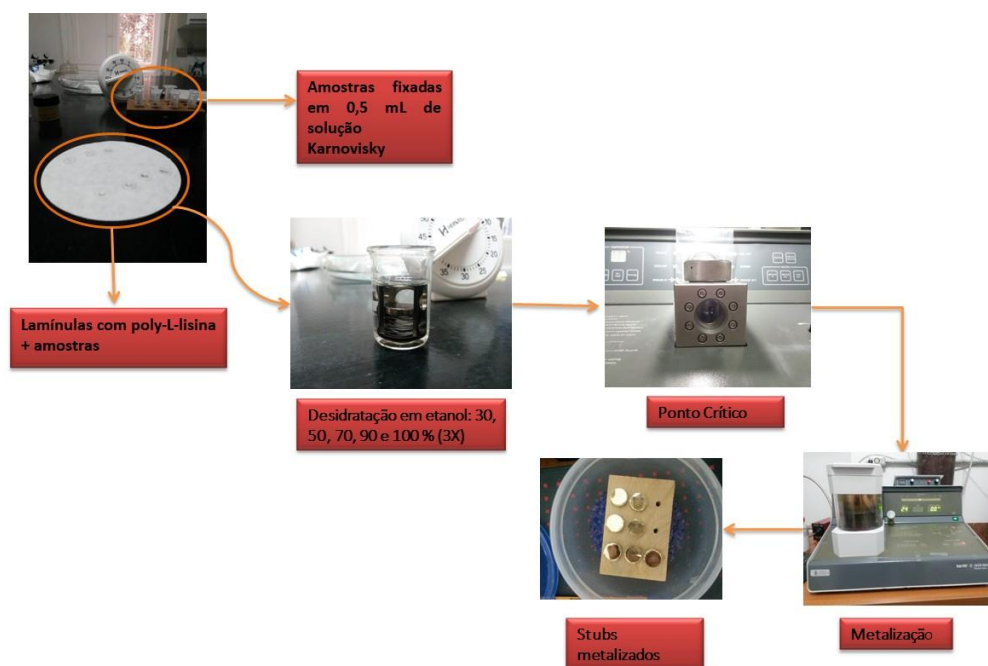 Amostras fixadas
em 0,5 mL de
solução
Karnovisky
Lamínulas com poly-L-lisina
+ amostras
Desidratação em etanol: 30,
50, 70, 90 e 100 % (3X)
Ponto Crítico
Stubs
metalizados
Metalização